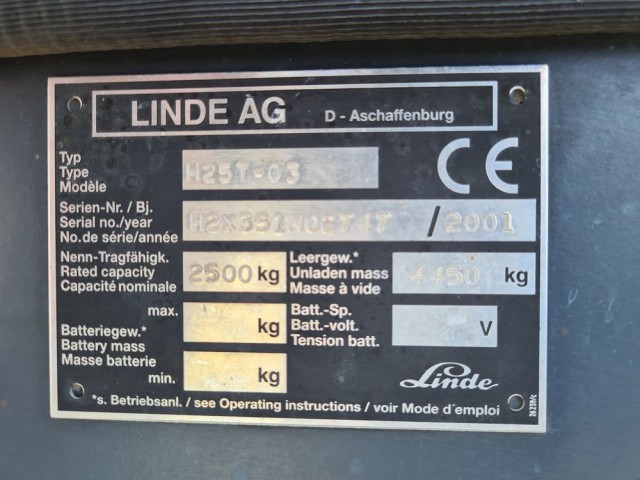 LINDE AG D - Aschaffenburg
Typ
Type
Modèle
H25T-03
CE
Serien-Nr. / Bj.
Serial no./year
No.de série/année
/ 2001
Nenn-Tragfähigk.
Rated capacity
Capacité nominale
2500 kg
Leergew.*
Unladen mass
Masse à vide
4450 kg
max.
kg
Batteriegew.*
Battery mass
Masse batterie
min.
kg
Batt.-Sp.
Batt.-volt.
Tension batt.
V
Linde
*s. Betriebsanl. / see Operating instructions / voir Mode d'emploi